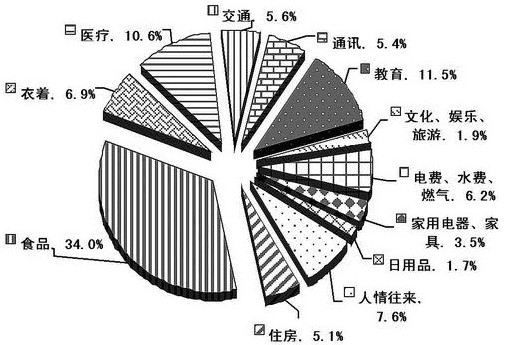 交通, 5.6%
通讯, 5.4%
教育, 11.5%
文化、娱乐、
旅游, 1.9%
电费、水费、
燃气, 6.2%
家用电器、家
具, 3.5%
日用品, 1.7%
人情往来,
7.6%
住房, 5.1%
食品, 34.0%
衣着, 6.9%
医疗, 10.6%